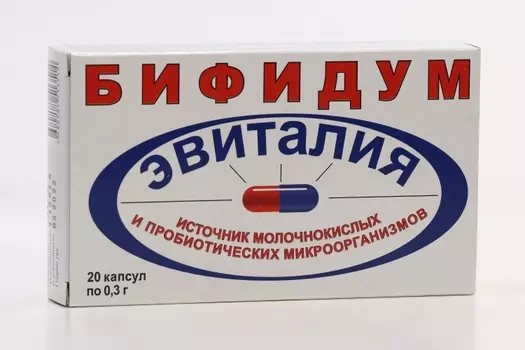 БИФИДУМ
ЭВИТАЛИЯ
ИСТОЧНИК МОЛОЧНОКИСЛЫХ
И ПРОБИОТИЧЕСКИХ МИКРООРГАНИЗМОВ
20 капсул
по 0,3 г